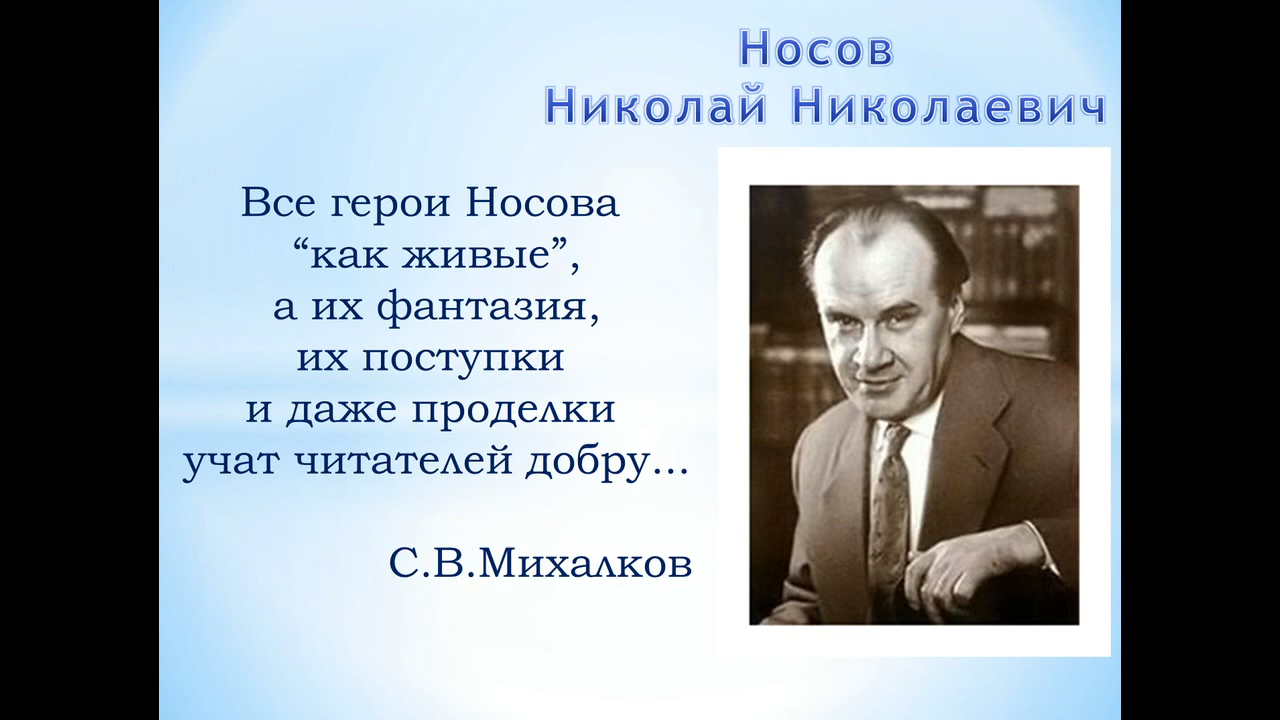 Носов
Николай Николаевич
Все герои Носова
“как живые”,
а их фантазия,
их поступки
и даже проделки
учат читателей добру...
С.В.Михалков